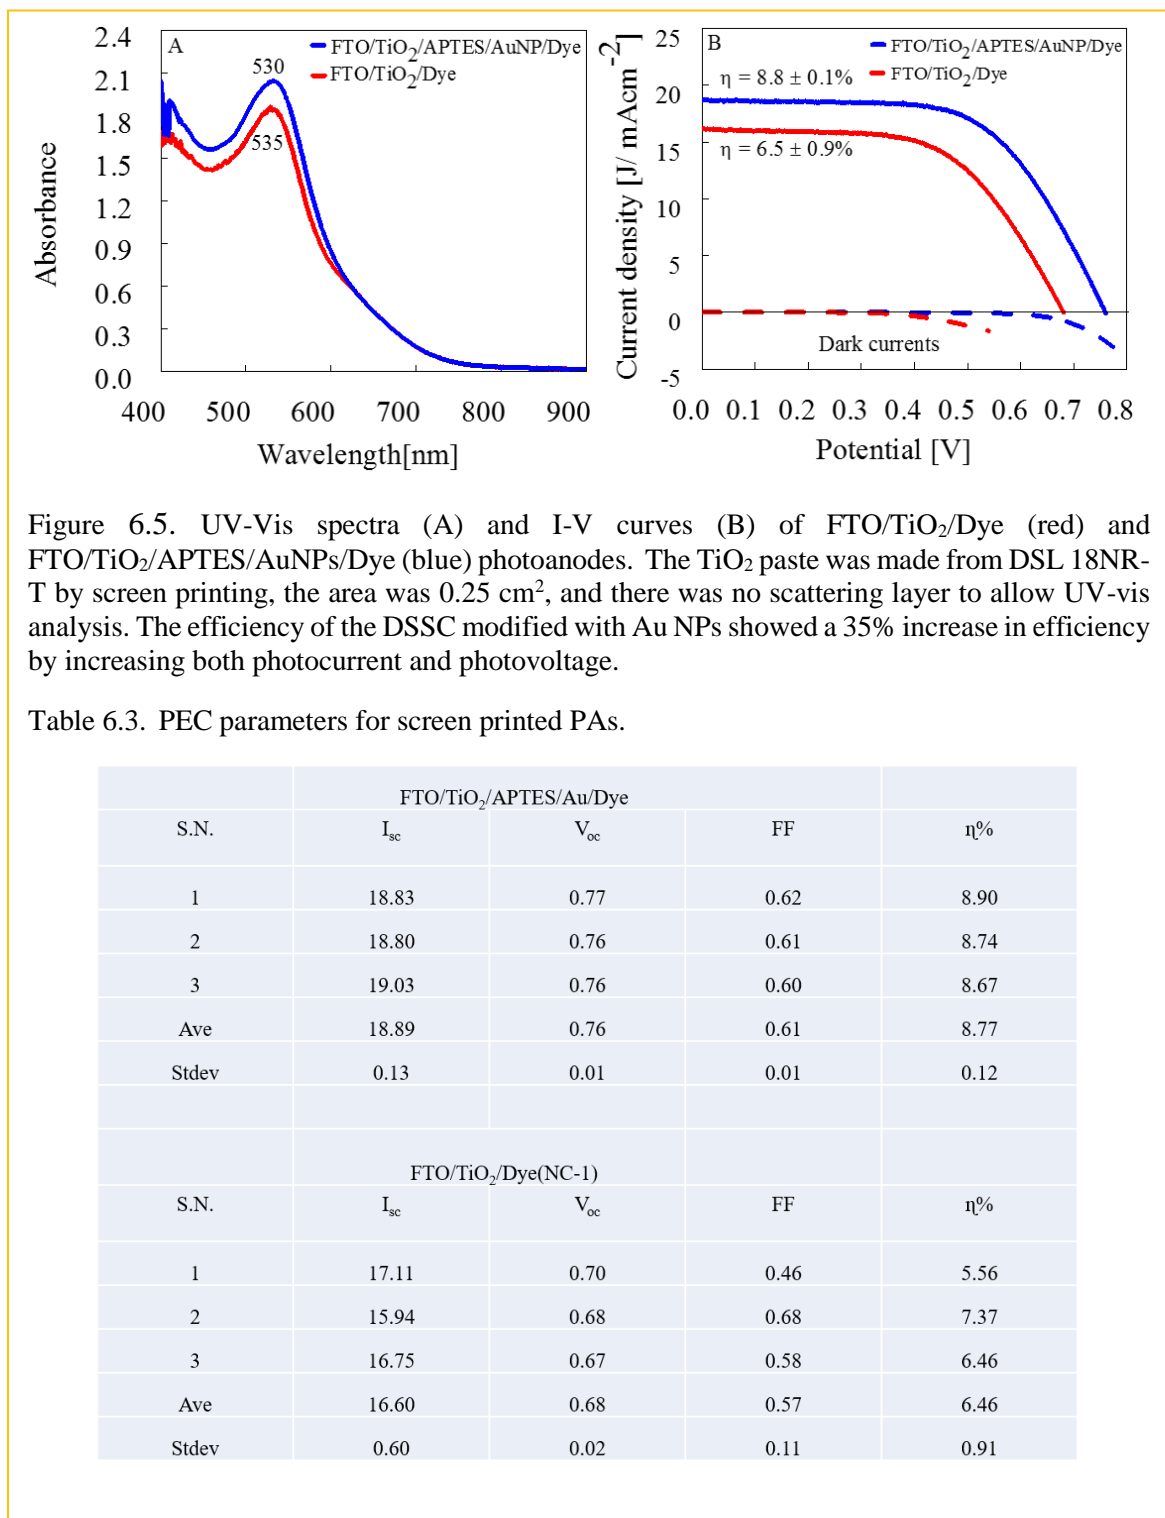 A
FTO/TiO2/APTES/AuNP/Dye
FTO/TiO2/Dye
530
535
2.4
2.1
1.8
1.5
1.2
0.9
0.6
0.3
0.0
Absorbance
400 500 600 700 800 900
Wavelength[nm]
B
FTO/TiO2/APTES/AuNP/Dye
FTO/TiO2/Dye
η = 8.8 ± 0.1%
η = 6.5 ± 0.9%
Dark currents
25
20
15
10
5
0
-5
Current density [J/ mAcm-2]
0.0 0.1 0.2 0.3 0.4 0.5 0.6 0.7 0.8
Potential [V]
Figure 6.5. UV-Vis spectra (A) and I-V curves (B) of FTO/TiO2/Dye (red) and
FTO/TiO2/APTES/AuNPs/Dye (blue) photoanodes. The TiO2 paste was made from DSL 18NR-
T by screen printing, the area was 0.25 cm2, and there was no scattering layer to allow UV-vis
analysis. The efficiency of the DSSC modified with Au NPs showed a 35% increase in efficiency
by increasing both photocurrent and photovoltage.
Table 6.3. PEC parameters for screen printed PAs.
FTO/TiO2/APTES/Au/Dye
S.N. Isc Voc FF η%
1 18.83 0.77 0.62 8.90
2 18.80 0.76 0.61 8.74
3 19.03 0.76 0.60 8.67
Ave 18.89 0.76 0.61 8.77
Stdev 0.13 0.01 0.01 0.12
FTO/TiO2/Dye(NC-1)
S.N. Isc Voc FF η%
1 17.11 0.70 0.46 5.56
2 15.94 0.68 0.68 7.37
3 16.75 0.67 0.58 6.46
Ave 16.60 0.68 0.57 6.46
Stdev 0.60 0.02 0.11 0.91